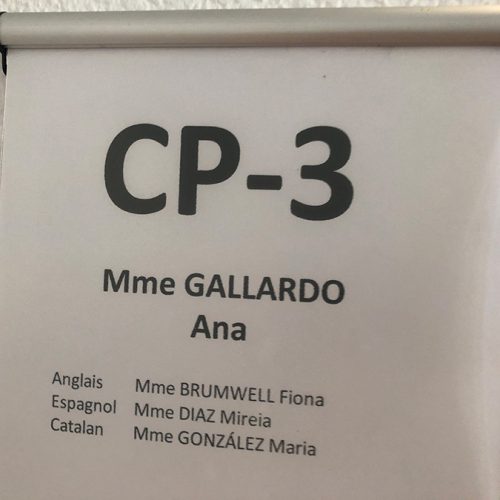 CP-3
Mme GALLARDO
Ana
Anglais Mme BRUMWELL Fiona
Espagnol Mme DIAZ Mireia
Catalan Mme GONZÁLEZ Maria